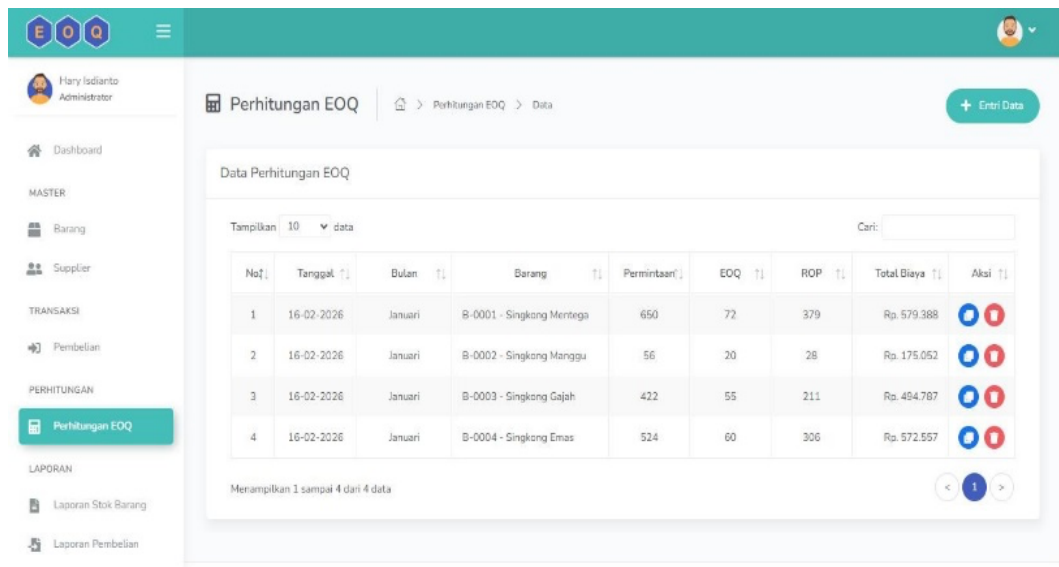 EOQ
Hary Isdianto
Administrator
Dashboard
MASTER
Barang
Supplier
TRANSAKSI
Pembelian
PERHITUNGAN
Perhitungan EOQ
LAPORAN
Laporan Stok Barang
Laporan Pembelian
Perhitungan EOQ > Perhitungan EOQ > Data
+ Entri Data
Data Perhitungan EOQ
Tampilkan 10 data Cari:
No. Tanggal Bulan Barang Permintaan EOQ ROP Total Biaya Aksi
1 16-02-2026 Januari B-0001 - Singkong Mentega 650 72 379 Rp. 579.388
2 16-02-2026 Januari B-0002 - Singkong Manggu 56 20 28 Rp. 175.052
3 16-02-2026 Januari B-0003 - Singkong Gajah 422 55 211 Rp. 494.787
4 16-02-2026 Januari B-0004 - Singkong Emas 524 60 306 Rp. 572.557
Menampilkan 1 sampai 4 dari 4 data
< 1 >